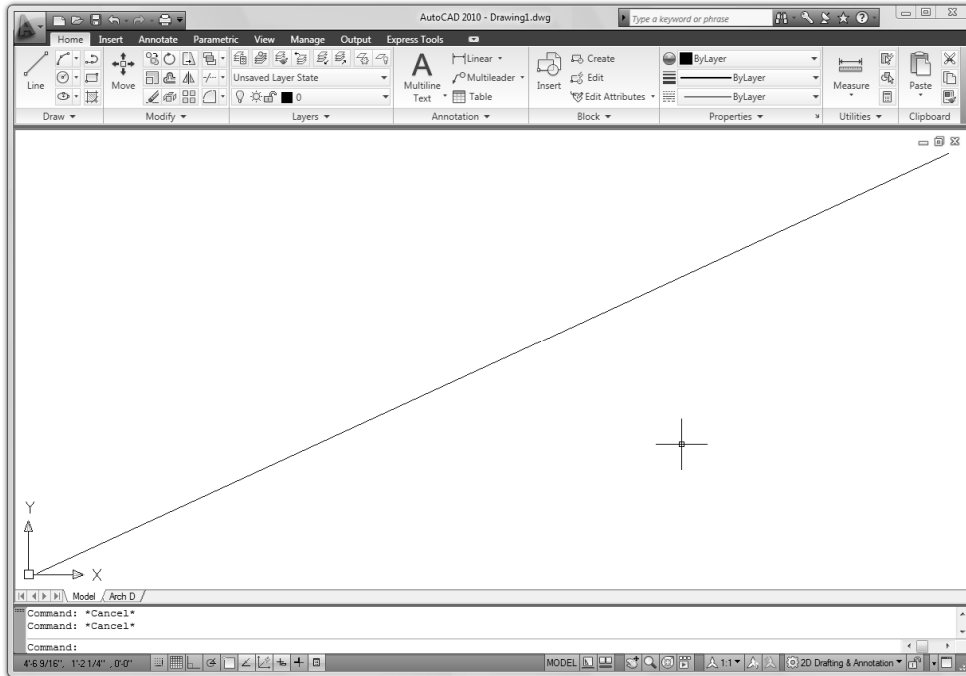 AutoCAD 2010 - Drawing1.dwg Type a keyword or phrase
Home Insert Annotate Parametric View Manage Output Express Tools
Line
Move
Unsaved Layer State
0
Multiline Text
Linear
Multileader
Table
Insert
Create
Edit
Edit Attributes
ByLayer
ByLayer
ByLayer
Measure
Paste
Draw Modify Layers Annotation Block Properties Utilities Clipboard
Y
X
Model Arch D
Command: *Cancel*
Command: *Cancel*
Command:
4'-6 9/16", 1'-2 1/4" , 0'-0" MODEL 1:1 2D Drafting & Annotation